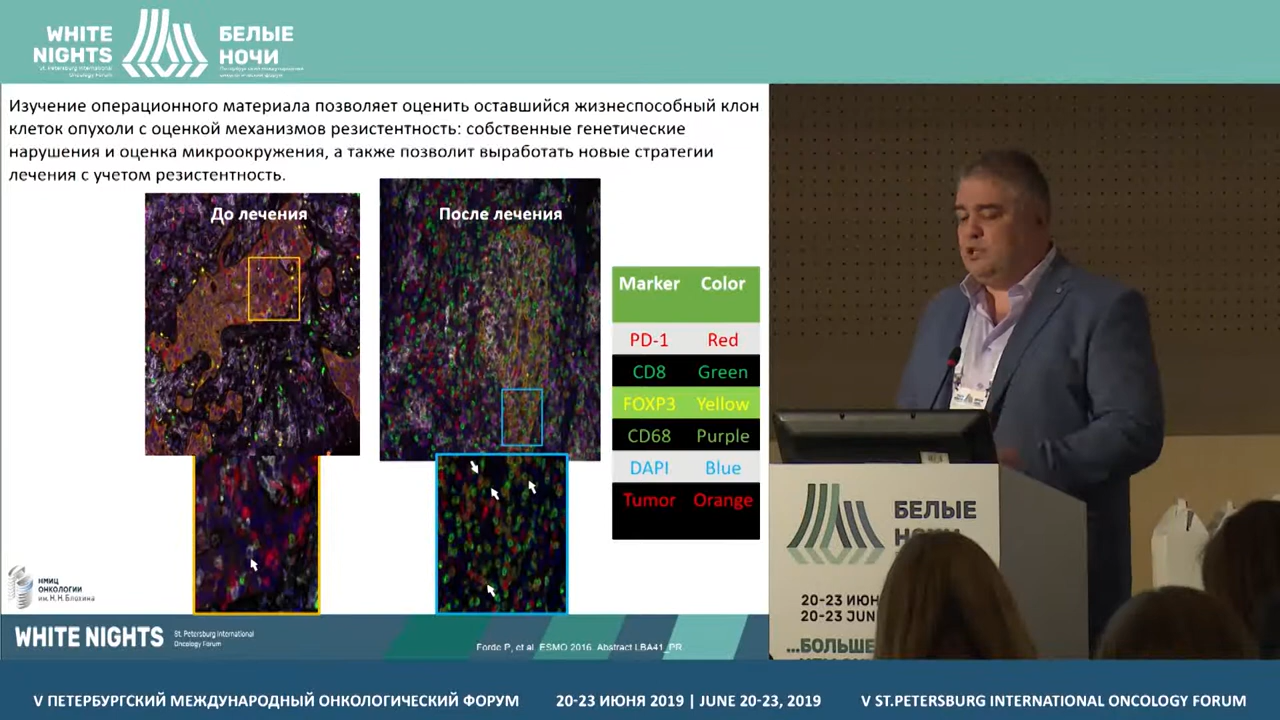 WHITE
NIGHTS
St. Petersburg International
Oncology Forum
БЕЛЫЕ
НОЧИ
Изучение операционного материала позволяет оценить оставшийся жизнеспособный клон
клеток опухоли с оценкой механизмов резистентность: собственные генетические
нарушения и оценка микроокружения, а также позволит выработать новые стратегии
лечения с учетом резистентность.
До лечения
После лечения
Marker Color
PD-1 Red
CD8 Green
FOXP3 Yellow
CD68 Purple
DAPI Blue
Tumor Orange
НМИЦ
ОНКОЛОГИИ
им. Н.Н. Блохина
WHITE NIGHTS
St. Petersburg International
Oncology Forum
Forde P, et al. ESMO 2016. Abstract LBA41_PR
БЕЛЫЕ
НОЧИ
20-23 ИЮН
20-23 JUN
...БОЛЬШЕ
V ПЕТЕРБУРГСКИЙ МЕЖДУНАРОДНЫЙ ОНКОЛОГИЧЕСКИЙ ФОРУМ
20-23 ИЮНЯ 2019 | JUNE 20-23, 2019
V ST.PETERSBURG INTERNATIONAL ONCOLOGY FORUM